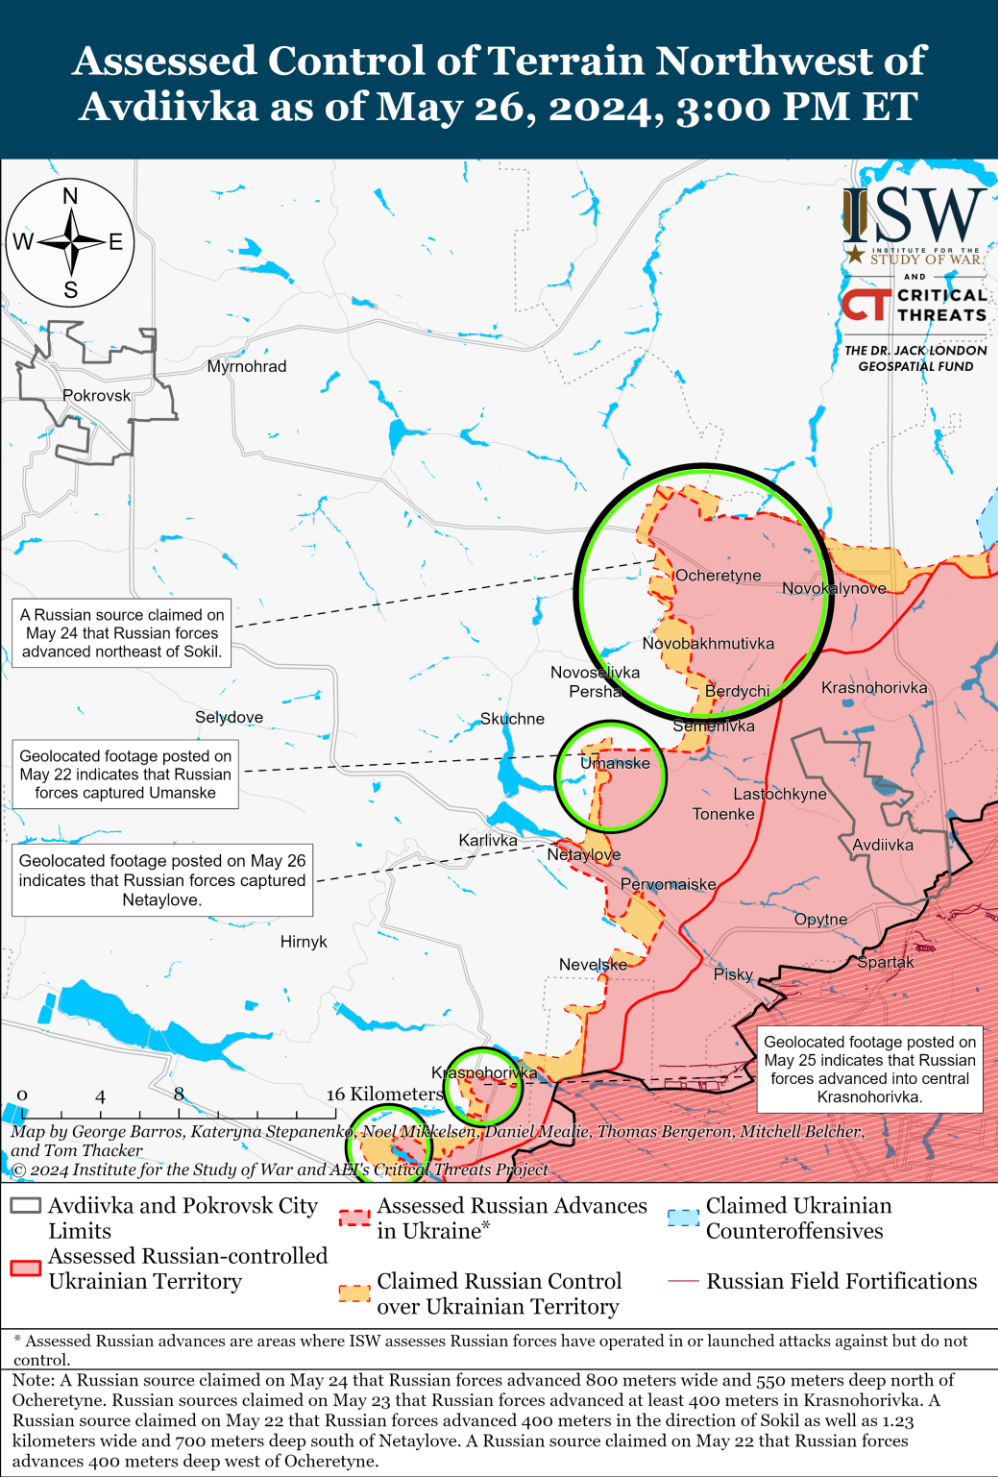 Assessed Control of Terrain Northwest of
Avdiivka as of May 26, 2024, 3:00 PM ET
N
W E
S
ISW
INSTITUTE FOR THE
STUDY OF WAR
AND
CT CRITICAL
THREATS
THE DR. JACK LONDON
GEOSPATIAL FUND
Myrnohrad
Pokrovsk
Ocheretyne
Novokalynove
A Russian source claimed on
May 24 that Russian forces
advanced northeast of Sokil.
Novobakhmutivka
Novoselivka
Persha
Berdychi
Krasnohorivka
Selydove
Skuchne
Semenivka
Geolocated footage posted on
May 22 indicates that Russian
forces captured Umanske
Umanske
Lastochkyne
Tonenke
Karlivka
Avdiivka
Netaylove
Geolocated footage posted on May 26
indicates that Russian forces captured
Netaylove.
Pervomaiske
Opytne
Hirnyk
Nevelske
Spartak
Pisky
Geolocated footage posted on
May 25 indicates that Russian
forces advanced into central
Krasnohorivka.
Krasnohorivka
0 4 8 16 Kilometers
Map by George Barros, Kateryna Stepanenko, Noel Mikkelsen, Daniel Mealie, Thomas Bergeron, Mitchell Belcher,
and Tom Thacker
© 2024 Institute for the Study of War and AEI's Critical Threats Project
Avdiivka and Pokrovsk City
Limits
Assessed Russian-controlled
Ukrainian Territory
Assessed Russian Advances
in Ukraine*
Claimed Russian Control
over Ukrainian Territory
Claimed Ukrainian
Counteroffensives
Russian Field Fortifications
* Assessed Russian advances are areas where ISW assesses Russian forces have operated in or launched attacks against but do not
control.
Note: A Russian source claimed on May 24 that Russian forces advanced 800 meters wide and 550 meters deep north of
Ocheretyne. Russian sources claimed on May 23 that Russian forces advanced at least 400 meters in Krasnohorivka. A
Russian source claimed on May 22 that Russian forces advanced 400 meters in the direction of Sokil as well as 1.23
kilometers wide and 700 meters deep south of Netaylove. A Russian source claimed on May 22 that Russian forces
advances 400 meters deep west of Ocheretyne.